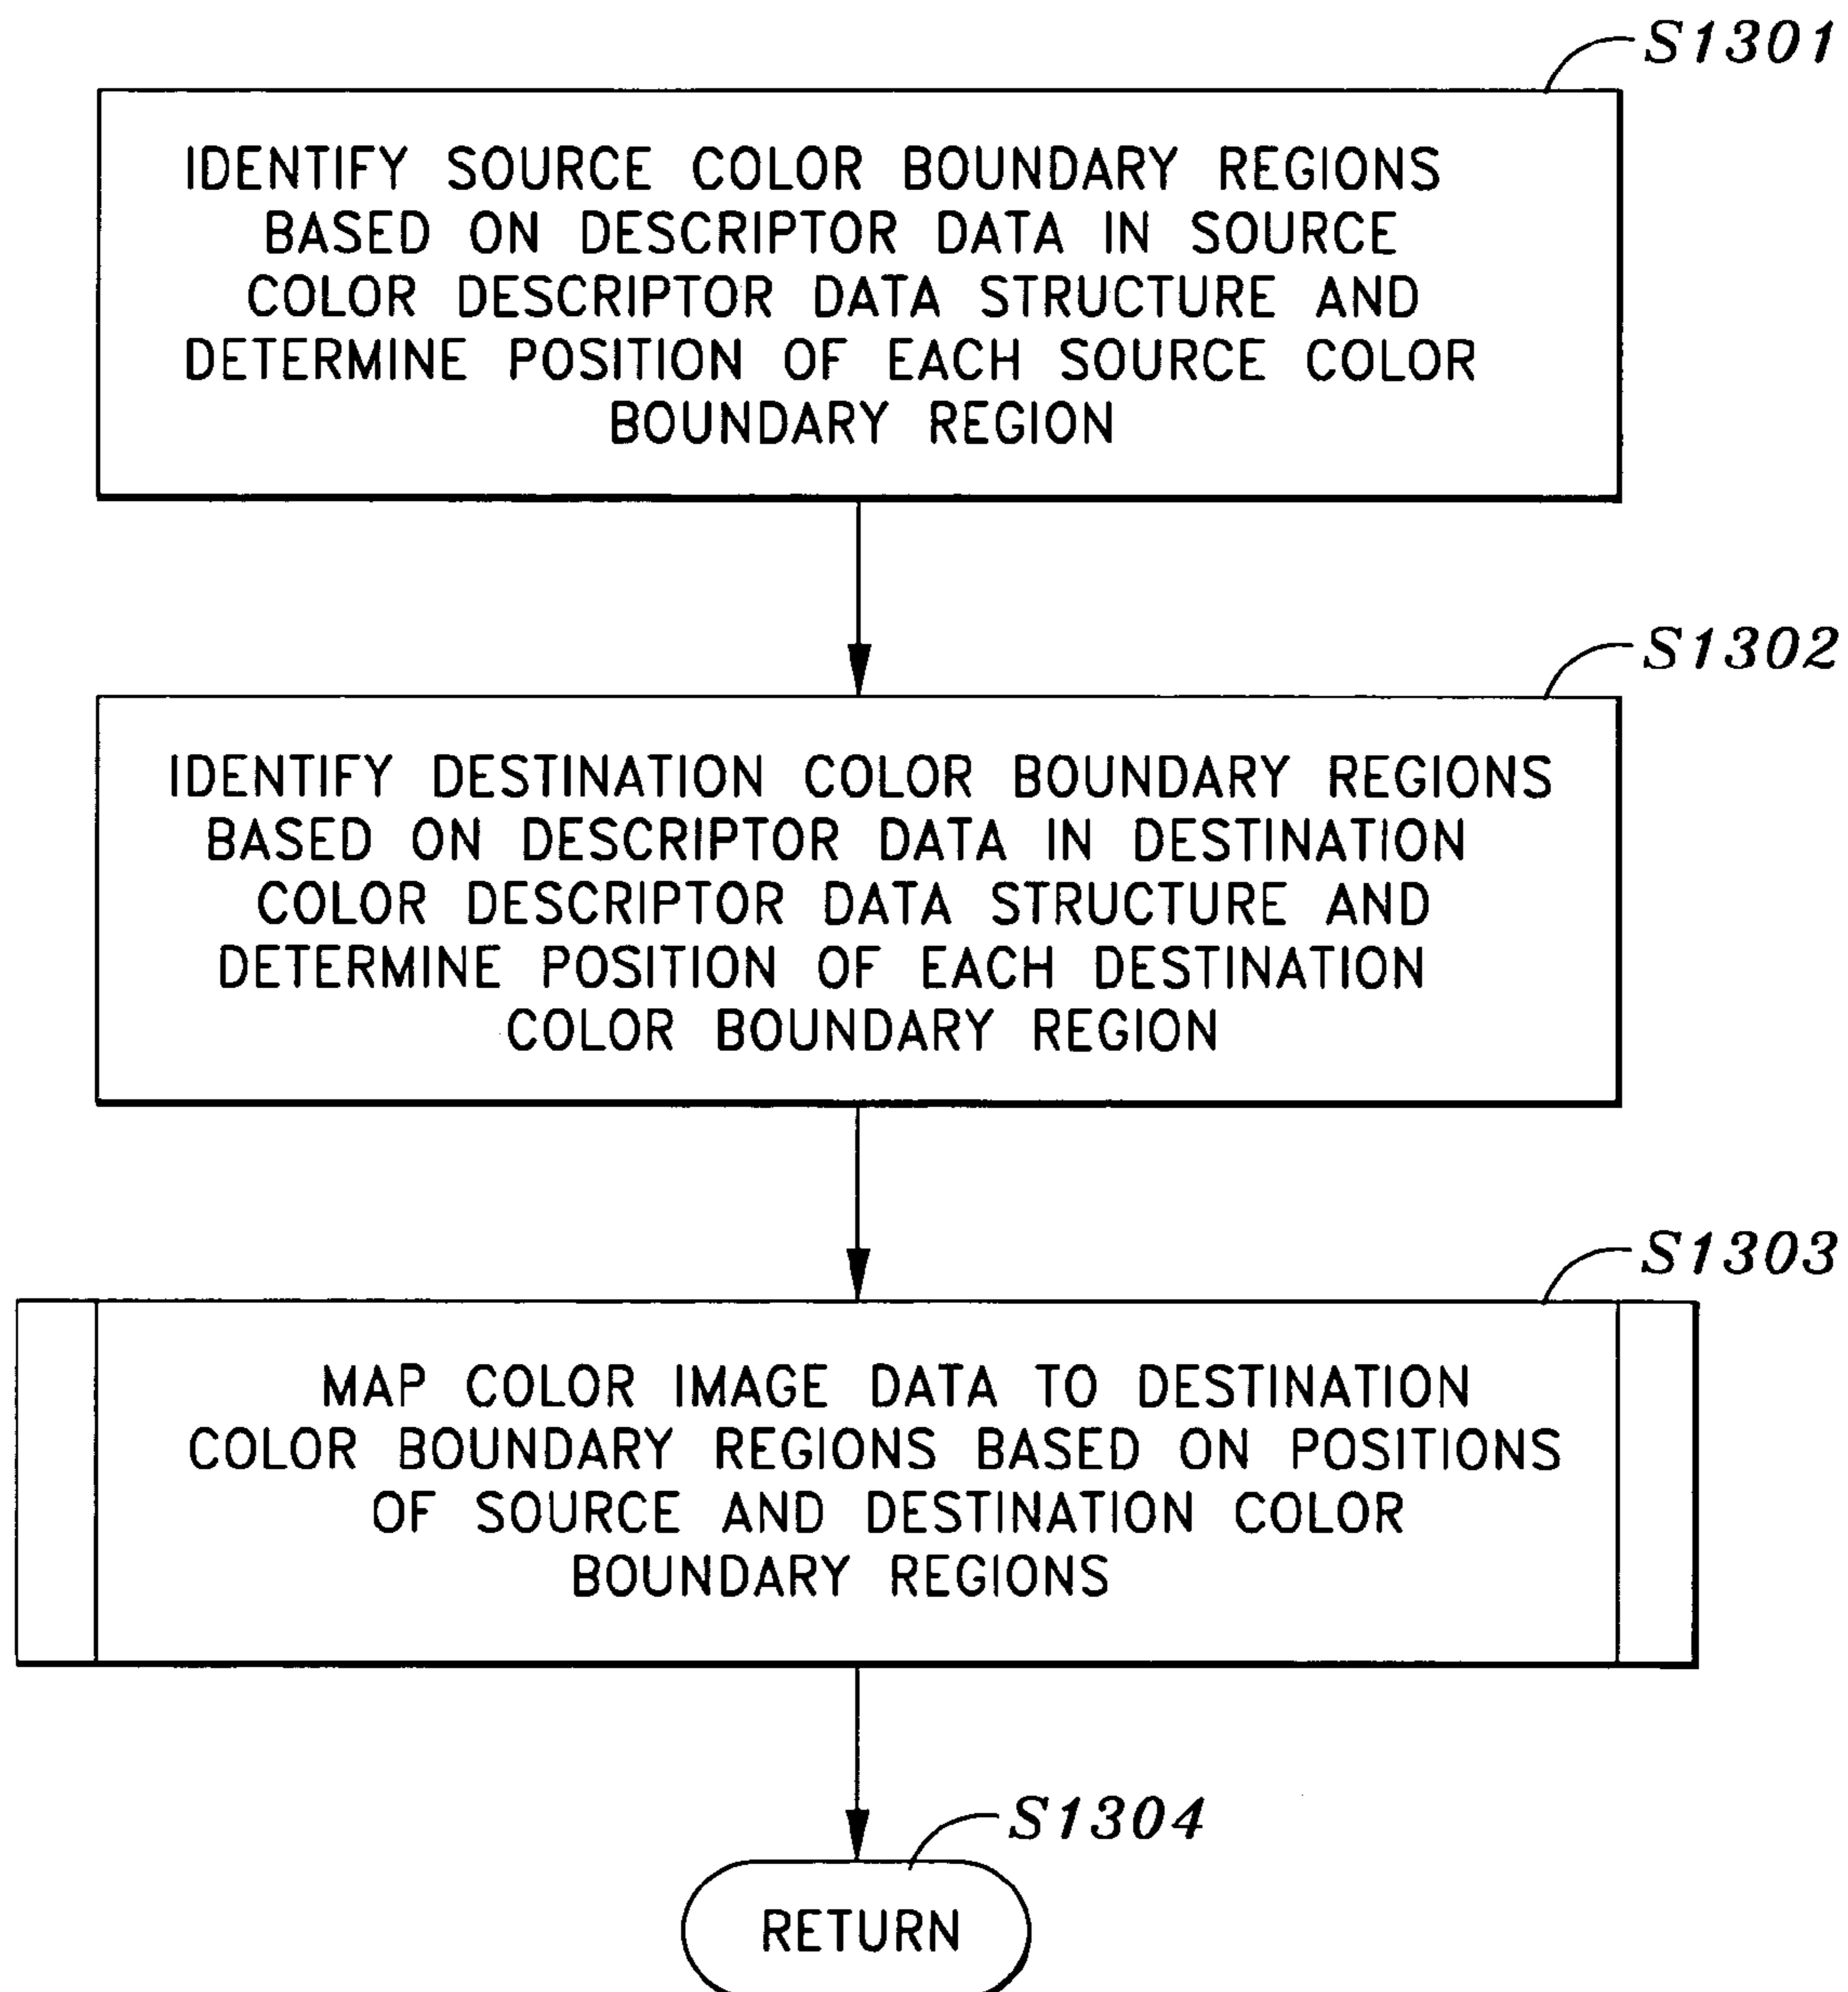 S1301
IDENTIFY SOURCE COLOR BOUNDARY REGIONS
BASED ON DESCRIPTOR DATA IN SOURCE
COLOR DESCRIPTOR DATA STRUCTURE AND
DETERMINE POSITION OF EACH SOURCE COLOR
BOUNDARY REGION
S1302
IDENTIFY DESTINATION COLOR BOUNDARY REGIONS
BASED ON DESCRIPTOR DATA IN DESTINATION
COLOR DESCRIPTOR DATA STRUCTURE AND
DETERMINE POSITION OF EACH DESTINATION
COLOR BOUNDARY REGION
S1303
MAP COLOR IMAGE DATA TO DESTINATION
COLOR BOUNDARY REGIONS BASED ON POSITIONS
OF SOURCE AND DESTINATION COLOR
BOUNDARY REGIONS
S1304
RETURN